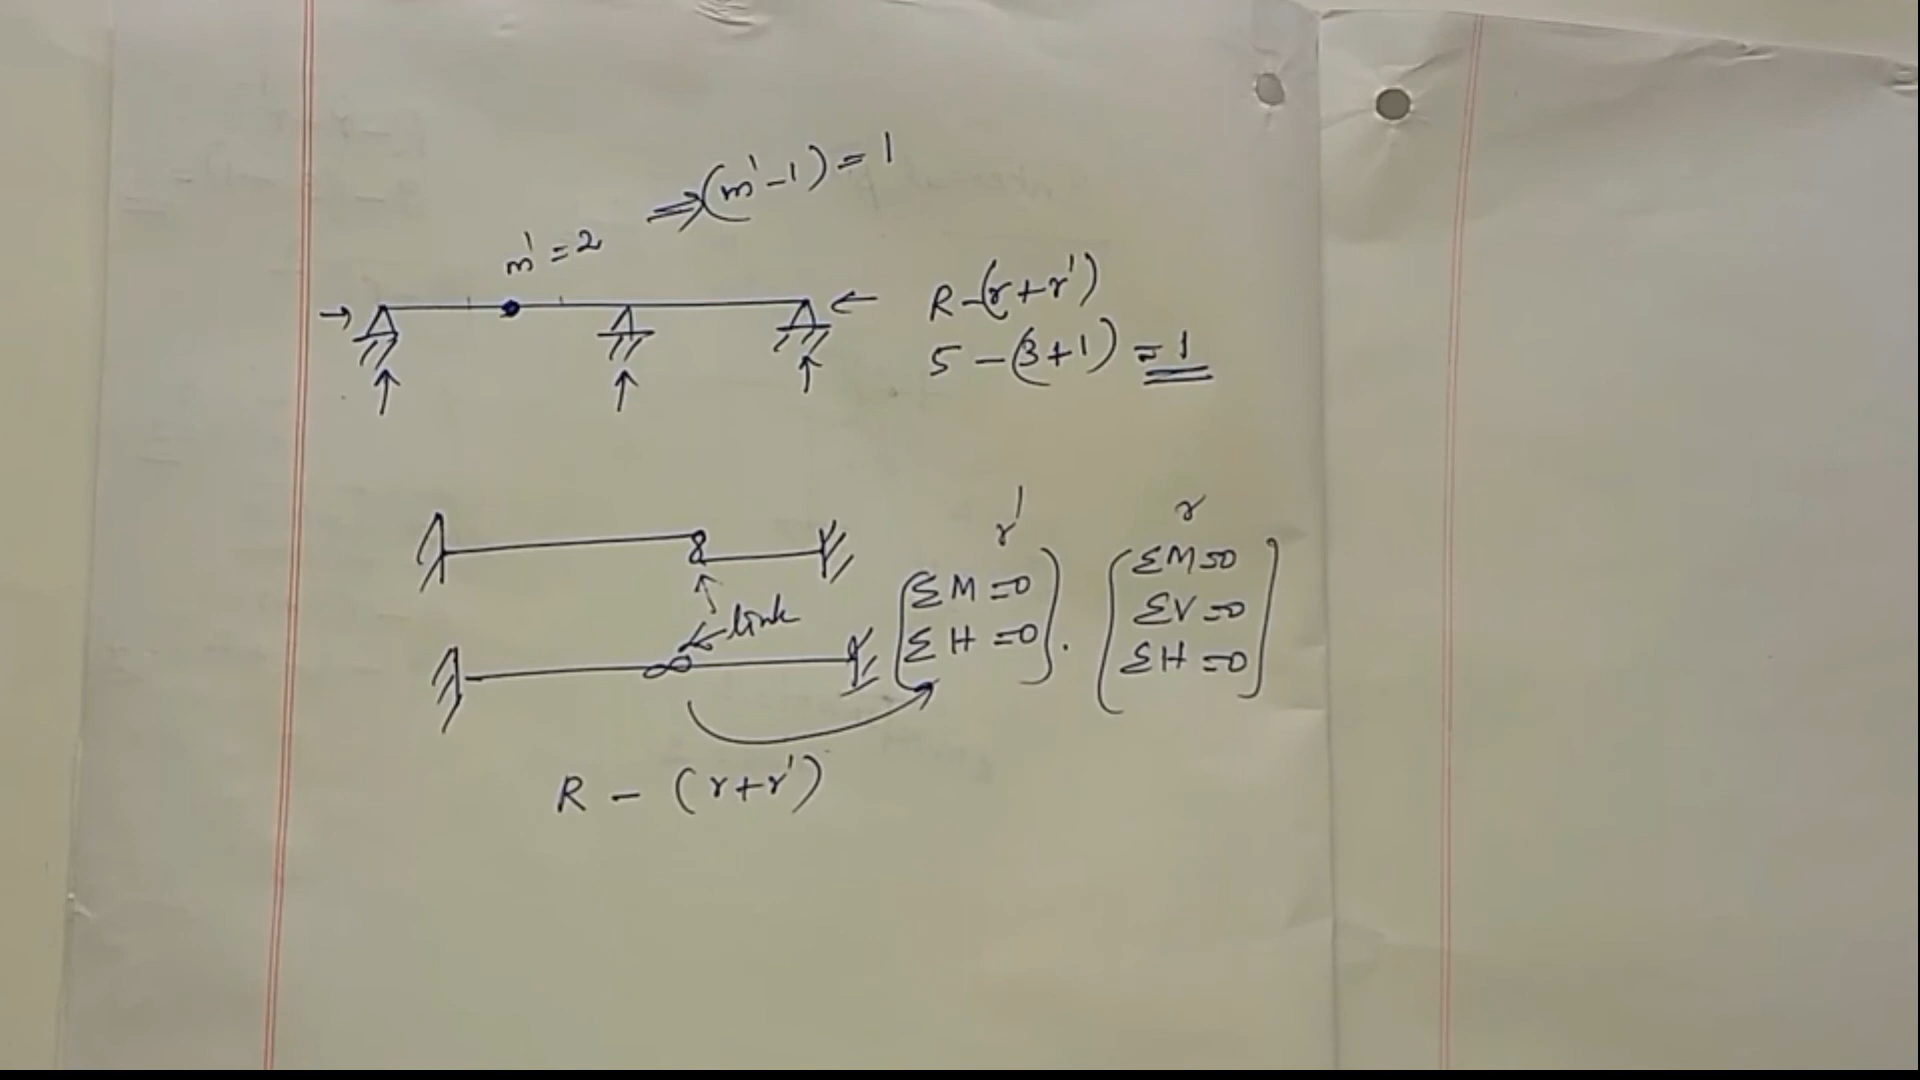 ⇒(m'-1) = 1
m' = 2
R-(r+r')
5-(3+1) = 1
r'
r
ΣM=0
ΣH=0
ΣM=0
ΣV=0
ΣH=0
link
R - (r+r')